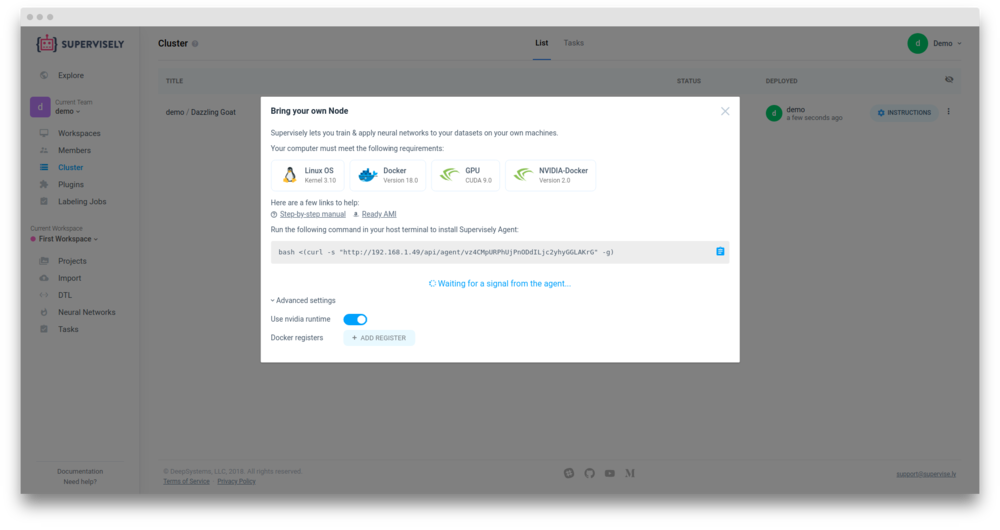 SUPERVISELY
Cluster
List
Tasks
d
Demo
Explore
TITLE
STATUS
DEPLOYED
d
Current Team
demo
demo / Dazzling Goat
d
demo
a few seconds ago
INSTRUCTIONS
Workspaces
Members
Cluster
Plugins
Labeling Jobs
Current Workspace
First Workspace
Projects
Import
DTL
Neural Networks
Tasks
Bring your own Node
Supervisely lets you train & apply neural networks to your datasets on your own machines.
Your computer must meet the following requirements:
Linux OS
Kernel 3.10
Docker
Version 18.0
GPU
CUDA 9.0
NVIDIA-Docker
Version 2.0
Here are a few links to help:
Step-by-step manual
Ready AMI
Run the following command in your host terminal to install Supervisely Agent:
bash <(curl -s "http://192.168.1.49/api/agent/vz4CMpURPhUjPnODdILjc2yhyGGLAKrG" -g)
Waiting for a signal from the agent...
Advanced settings
Use nvidia runtime
Docker registers
+ ADD REGISTER
Documentation
Need help?
© DeepSystems, LLC, 2018. All rights reserved.
Terms of Service
Privacy Policy
support@supervise.ly